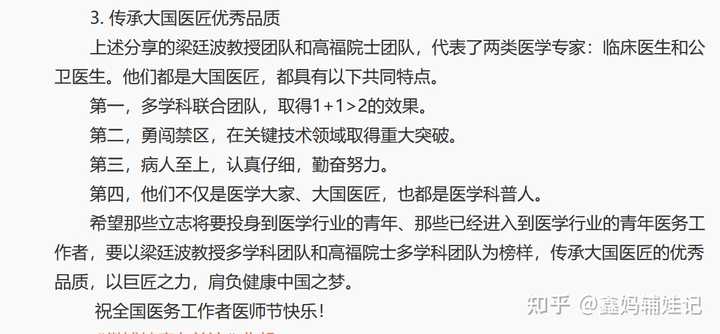 3. 传承大国医匠优秀品质
上述分享的梁廷波教授团队和高福院士团队，代表了两类医学专家：临床医生和公
卫医生。他们都是大国医匠，都具有以下共同特点。
第一，多学科联合团队，取得1+1>2的效果。
第二，勇闯禁区，在关键技术领域取得重大突破。
第三，病人至上，认真仔细，勤奋努力。
第四，他们不仅是医学大家、大国医匠，也都是医学科普人。
希望那些立志将要投身到医学行业的青年、那些已经进入到医学行业的青年医务工
作者，要以梁廷波教授多学科团队和高福院士多学科团队为榜样，传承大国医匠的优秀
品质，以巨匠之力，肩负健康中国之梦。
祝全国医务工作者医师节快乐！
知乎 @鑫妈辅娃记